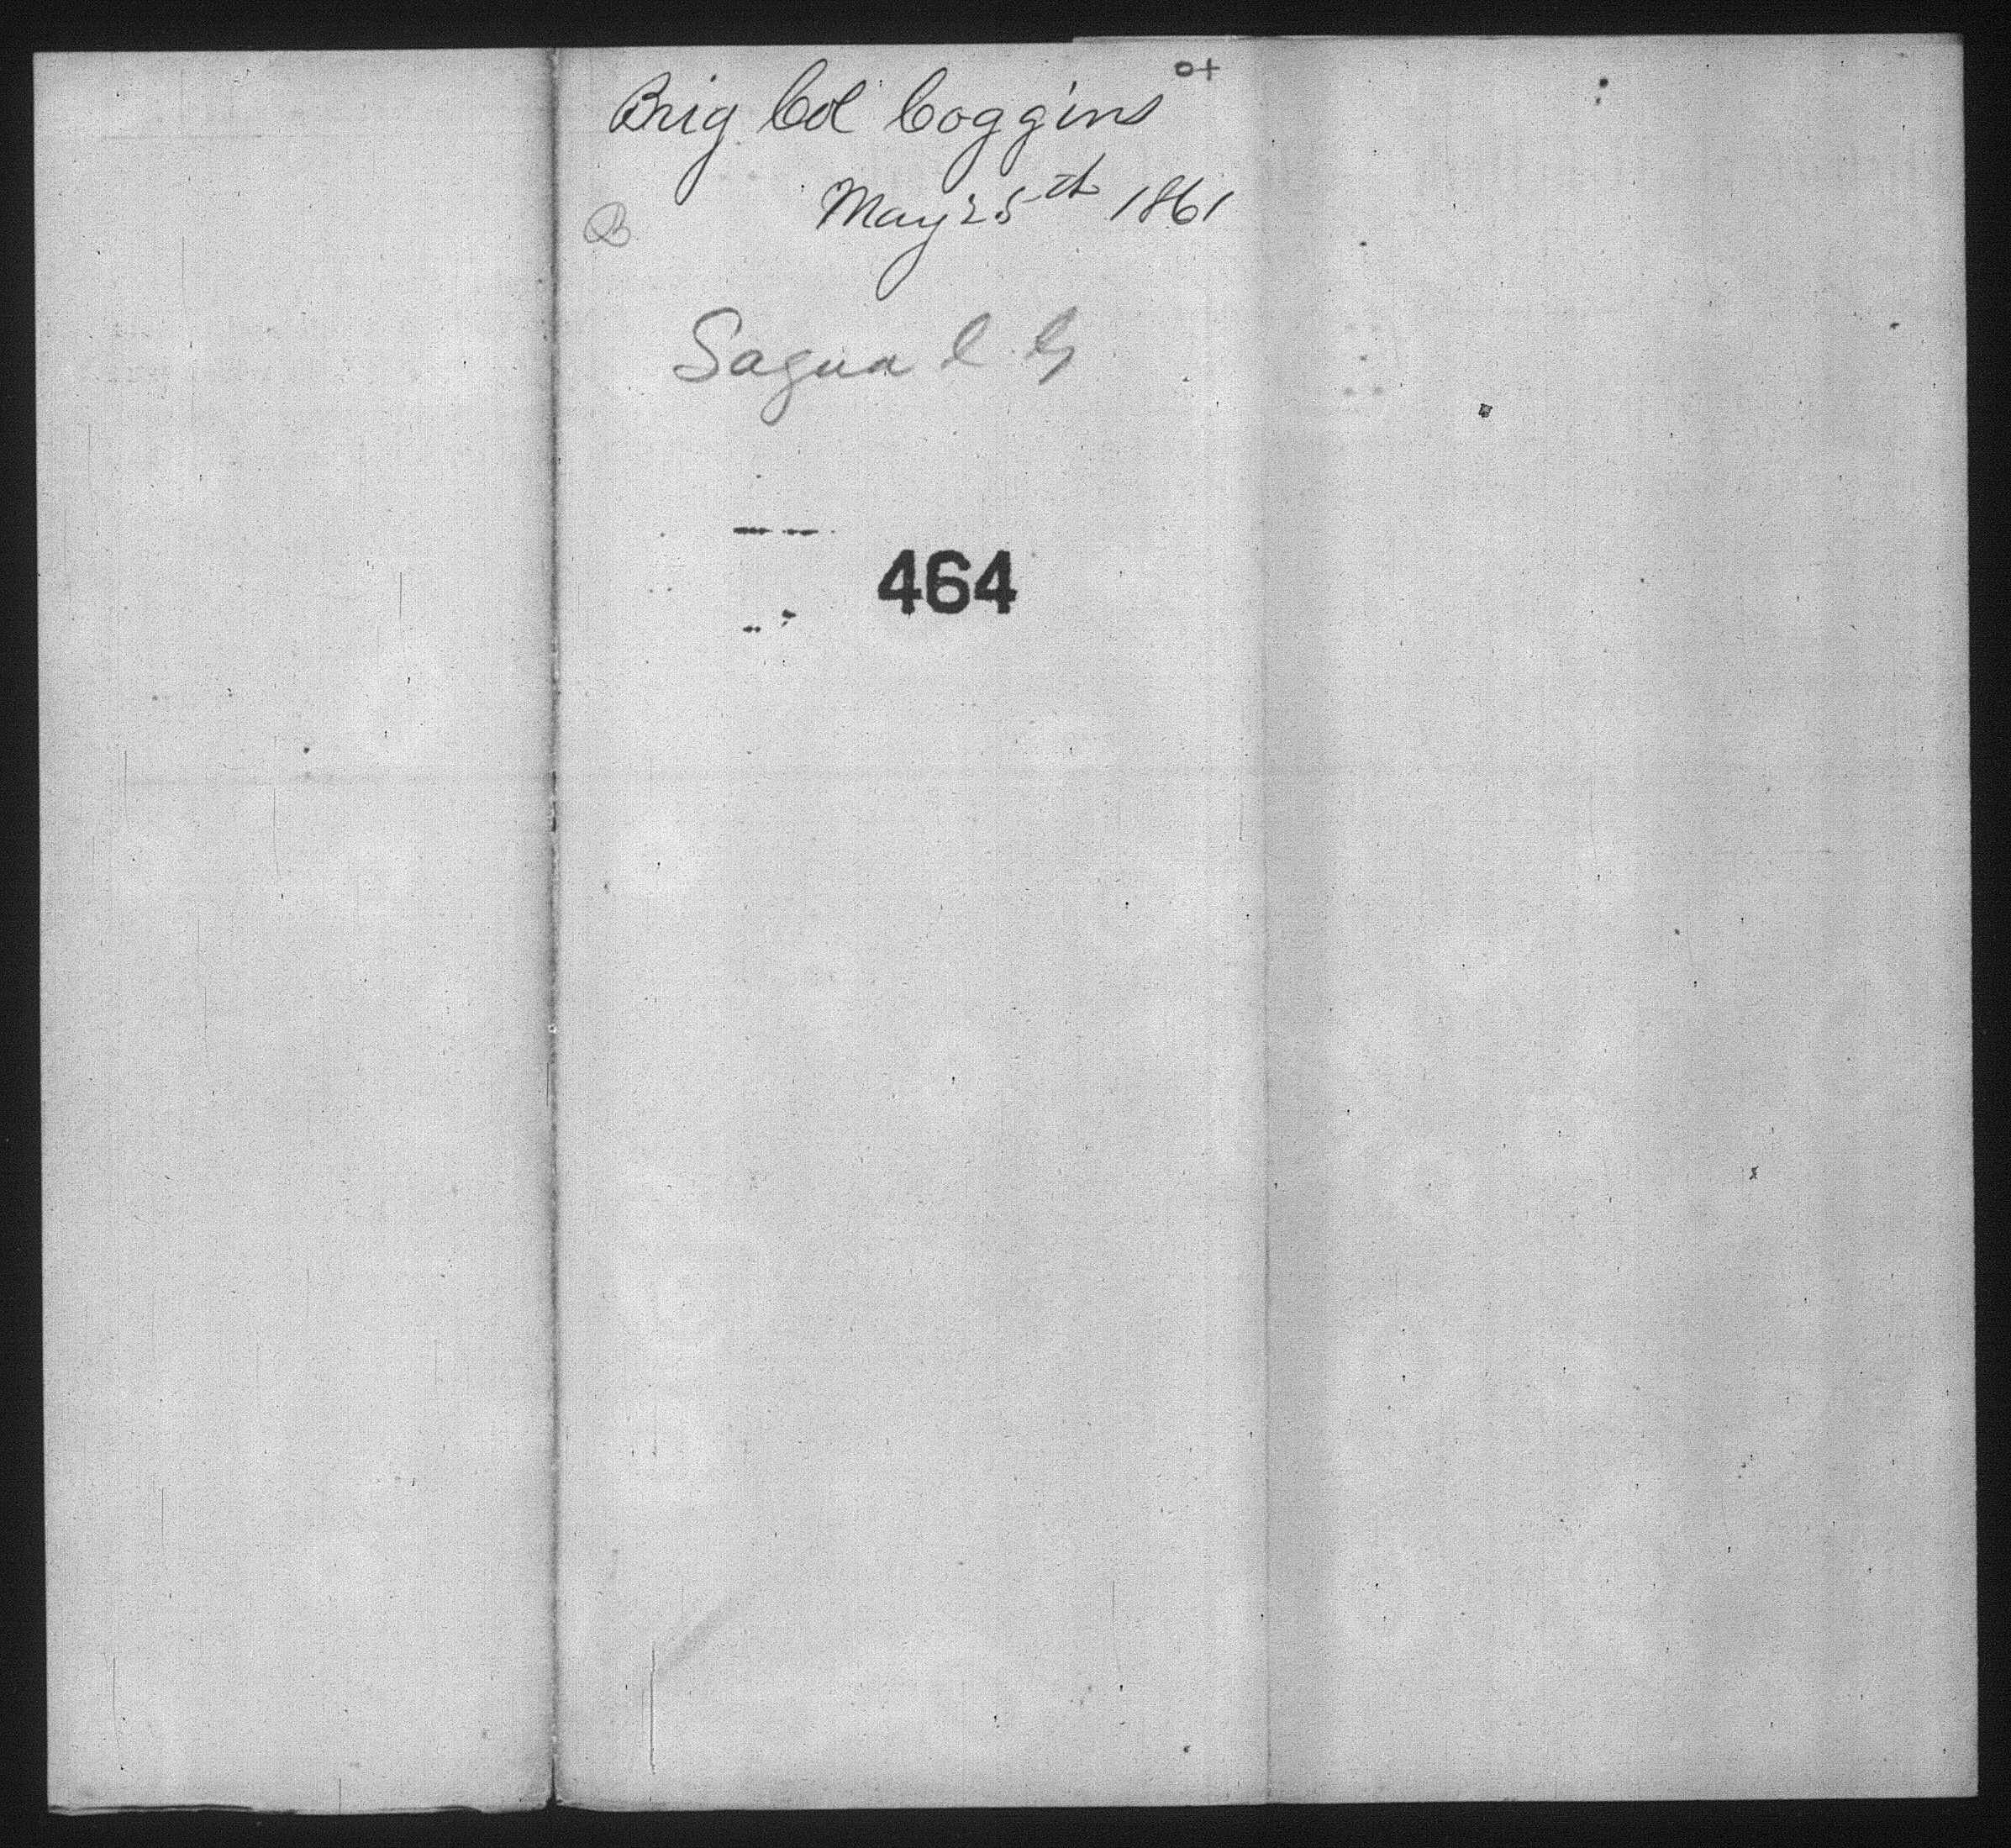 o+
Brig Col Coggins
May 25th 1861
B
Sagua
464